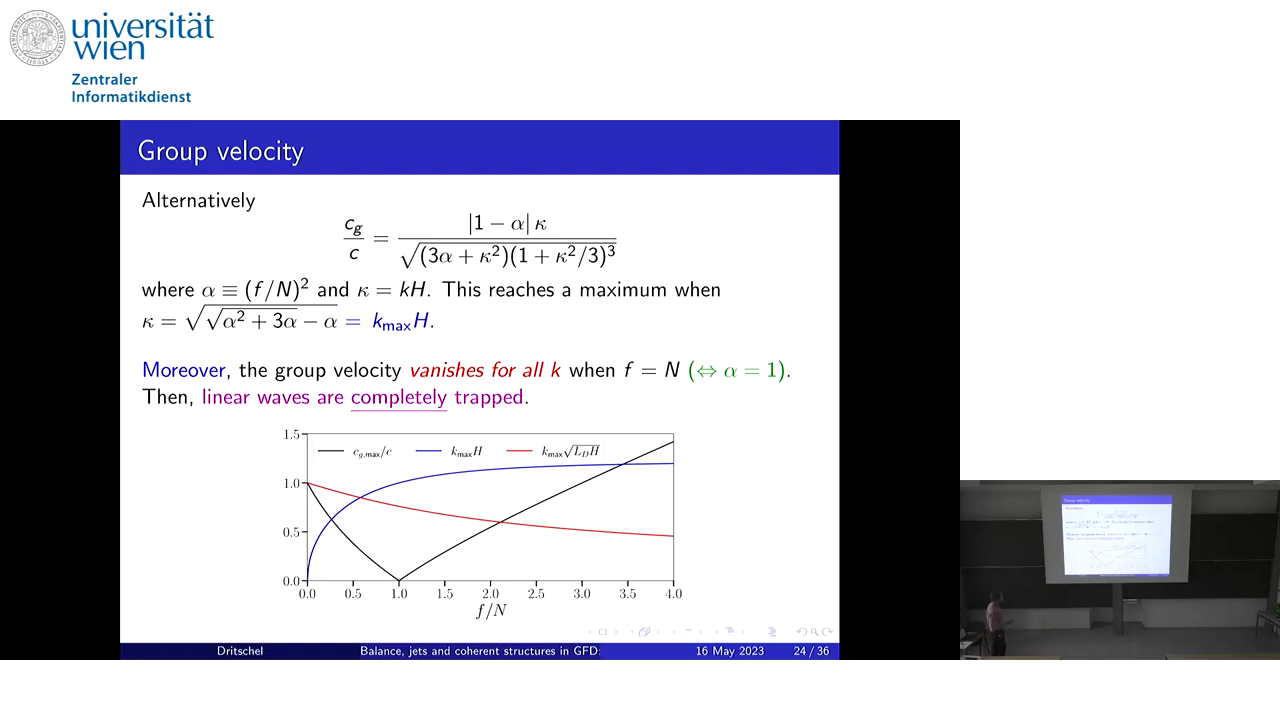 universität
wien
Zentraler
Informatikdienst
Group velocity
Alternatively
c_g/c = |1 − α| κ / √((3α + κ²)(1 + κ²/3)³)
where α ≡ (f/N)² and κ = kH. This reaches a maximum when
κ = √(√(α² + 3α) − α) = k_max H.
Moreover, the group velocity vanishes for all k when f = N (⇔ α = 1).
Then, linear waves are completely trapped.
1.5
c_g,max/c k_max H k_max √(L_D H)
1.0
0.5
0.0
0.0 0.5 1.0 1.5 2.0 2.5 3.0 3.5 4.0
f/N
Dritschel Balance, jets and coherent structures in GFD: 16 May 2023 24 / 36
Group velocity